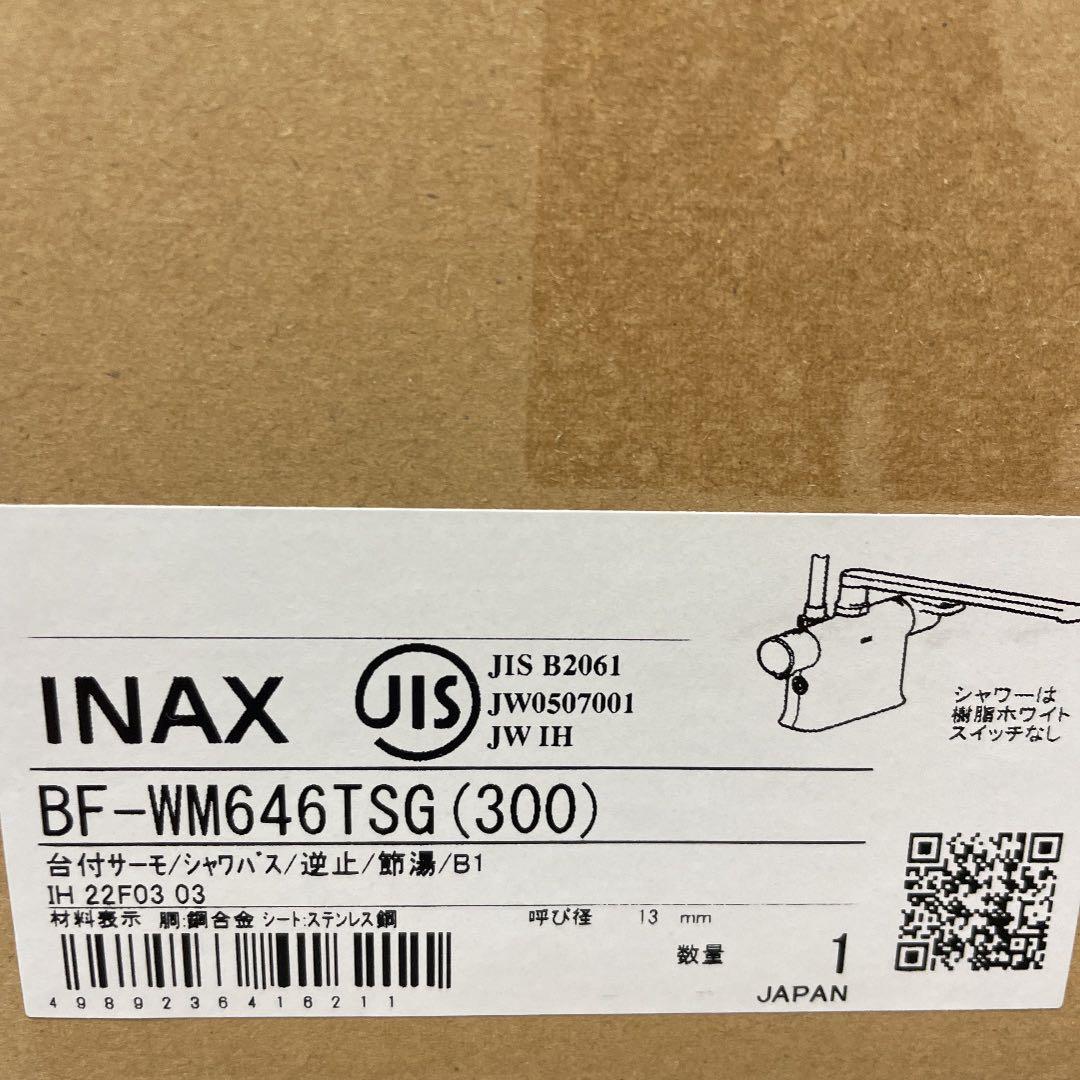 INAX
JIS
JIS B2061
JW0507001
JW IH
シャワーは
樹脂ホワイト
スイッチなし
BF-WM646TSG(300)
台付サーモ/シャワバス/逆止/節湯/B1
IH 22F03 03
材料表示 胴:銅合金 シート:ステンレス鋼 呼び径 13 mm
数量 1
4989236416211
JAPAN